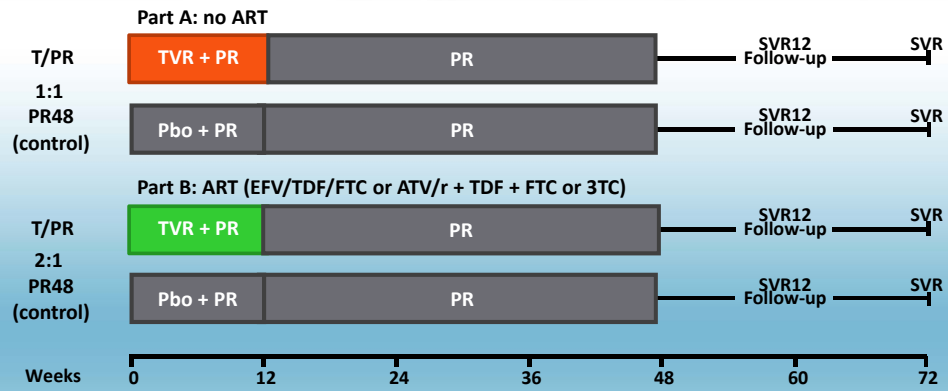 Part A: no ART
T/PR
TVR + PR
PR
SVR12
Follow-up
SVR
1:1
PR48
(control)
Pbo + PR
PR
SVR12
Follow-up
SVR
Part B: ART (EFV/TDF/FTC or ATV/r + TDF + FTC or 3TC)
T/PR
TVR + PR
PR
SVR12
Follow-up
SVR
2:1
PR48
(control)
Pbo + PR
PR
SVR12
Follow-up
SVR
Weeks 0 12 24 36 48 60 72